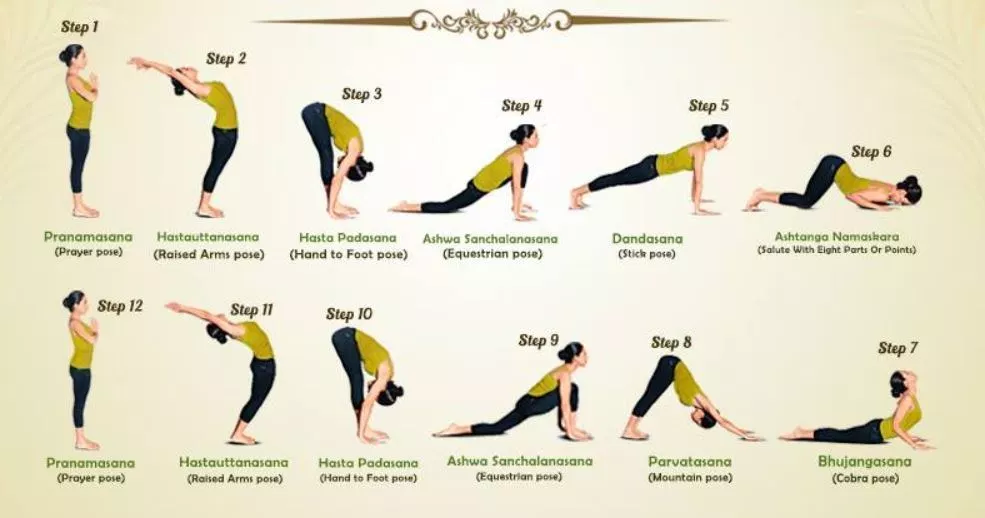 Step 1
Step 2
Step 3
Step 4
Step 5
Step 6
Pranamasana
(Prayer pose)
Hastauttanasana
(Raised Arms pose)
Hasta Padasana
(Hand to Foot pose)
Ashwa Sanchalanasana
(Equestrian pose)
Dandasana
(Stick pose)
Ashtanga Namaskara
(Salute With Eight Parts Or Points)
Step 12
Step 11
Step 10
Step 9
Step 8
Step 7
Pranamasana
(Prayer pose)
Hastauttanasana
(Raised Arms pose)
Hasta Padasana
(Hand to Foot pose)
Ashwa Sanchalanasana
(Equestrian pose)
Parvatasana
(Mountain pose)
Bhujangasana
(Cobra pose)